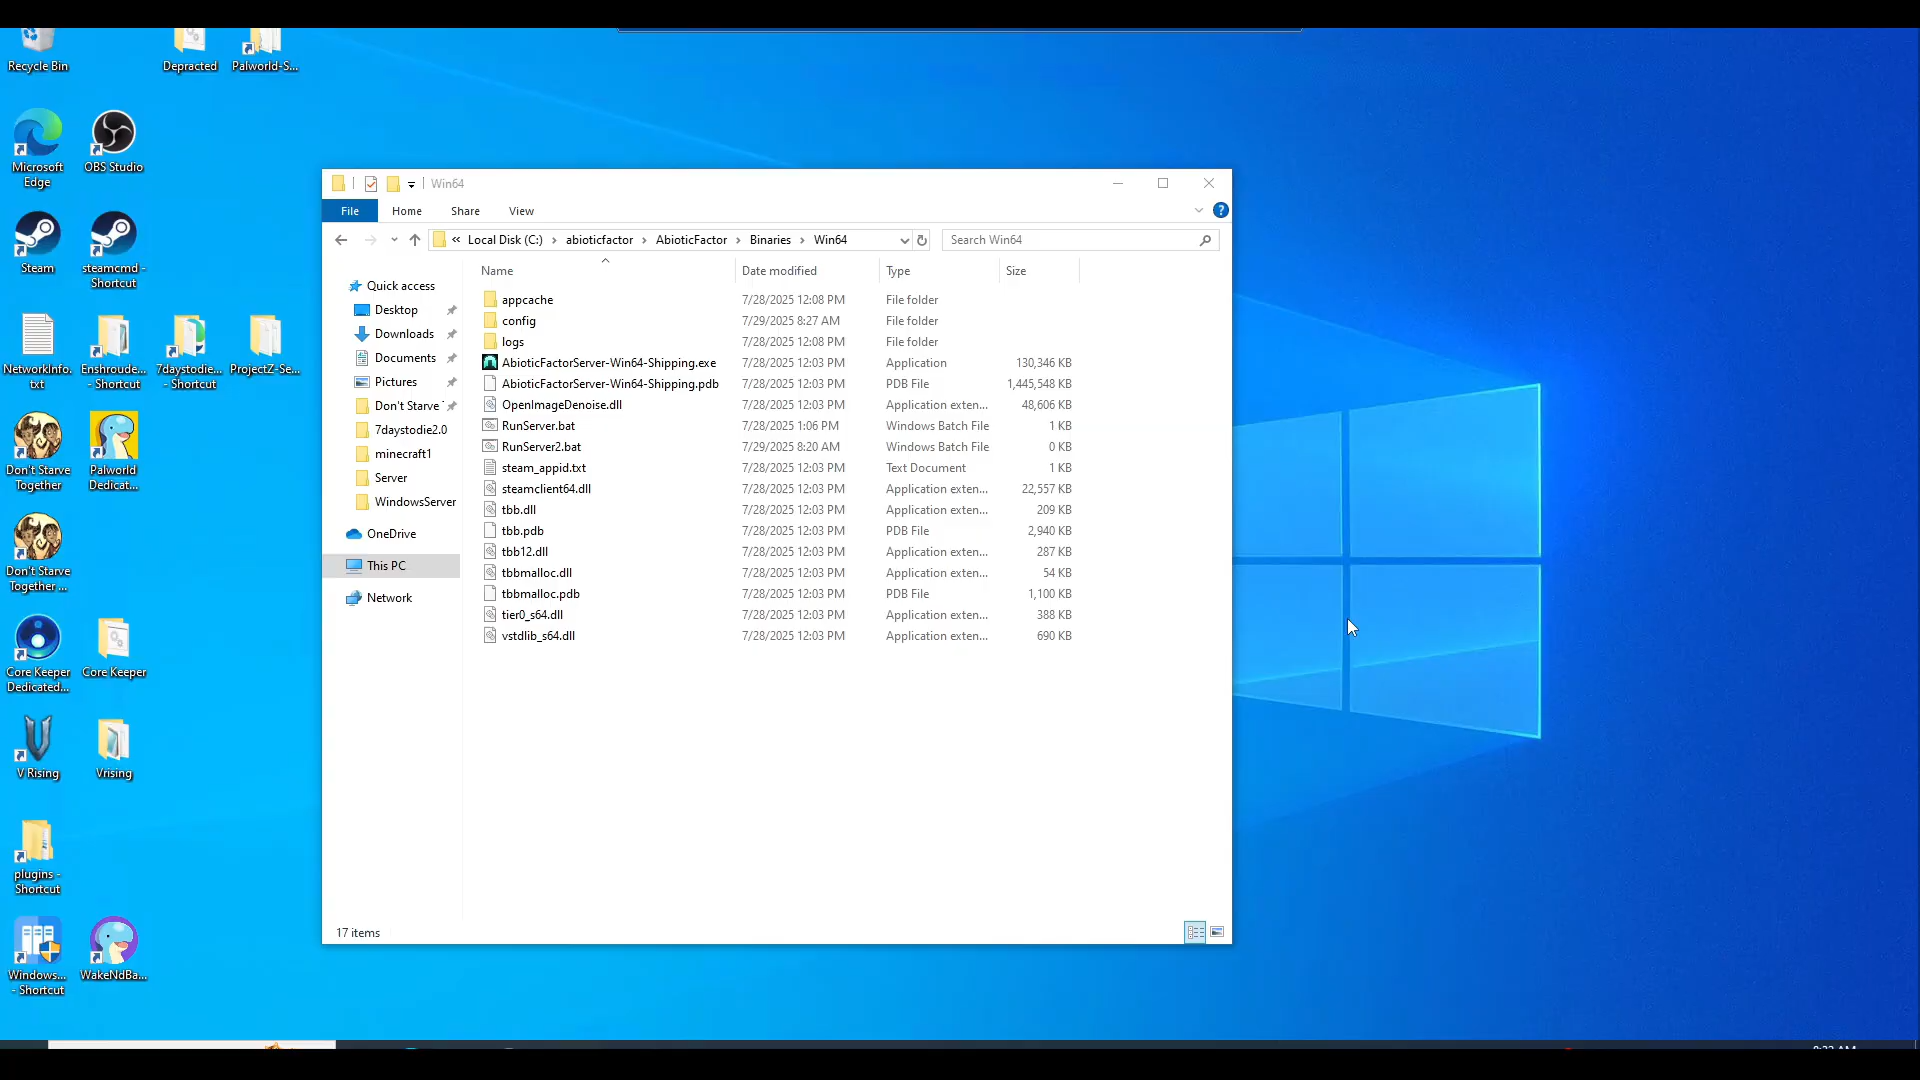 Recycle Bin
Depracted
Palworld-S...
Microsoft
Edge
OBS Studio
Steam
steamcmd -
Shortcut
NetworkInfo.
txt
Enshroude...
- Shortcut
7daystodie...
- Shortcut
ProjectZ-Se...
Don't Starve
Together
Palworld
Dedicat...
Don't Starve
Together ...
Core Keeper
Dedicated...
Core Keeper
V Rising
Vrising
plugins -
Shortcut
Windows...
- Shortcut
WakeNdBa...
Win64
File Home Share View
« Local Disk (C:) › abioticfactor › AbioticFactor › Binaries › Win64
Search Win64
Quick access
Desktop
Downloads
Documents
Pictures
Don't Starve
7daystodie2.0
minecraft1
Server
WindowsServer
OneDrive
This PC
Network
Name Date modified Type Size
appcache 7/28/2025 12:08 PM File folder
config 7/29/2025 8:27 AM File folder
logs 7/28/2025 12:08 PM File folder
AbioticFactorServer-Win64-Shipping.exe 7/28/2025 12:03 PM Application 130,346 KB
AbioticFactorServer-Win64-Shipping.pdb 7/28/2025 12:03 PM PDB File 1,445,548 KB
OpenImageDenoise.dll 7/28/2025 12:03 PM Application exten... 48,606 KB
RunServer.bat 7/28/2025 1:06 PM Windows Batch File 1 KB
RunServer2.bat 7/29/2025 8:20 AM Windows Batch File 0 KB
steam_appid.txt 7/28/2025 12:03 PM Text Document 1 KB
steamclient64.dll 7/28/2025 12:03 PM Application exten... 22,557 KB
tbb.dll 7/28/2025 12:03 PM Application exten... 209 KB
tbb.pdb 7/28/2025 12:03 PM PDB File 2,940 KB
tbb12.dll 7/28/2025 12:03 PM Application exten... 287 KB
tbbmalloc.dll 7/28/2025 12:03 PM Application exten... 54 KB
tbbmalloc.pdb 7/28/2025 12:03 PM PDB File 1,100 KB
tier0_s64.dll 7/28/2025 12:03 PM Application exten... 388 KB
vstdlib_s64.dll 7/28/2025 12:03 PM Application exten... 690 KB
17 items